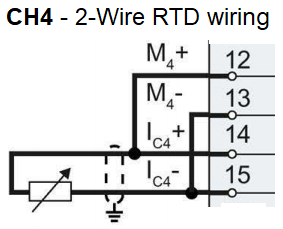 CH4 - 2-Wire RTD wiring
M4+ 12
M4- 13
IC4+ 14
IC4- 15